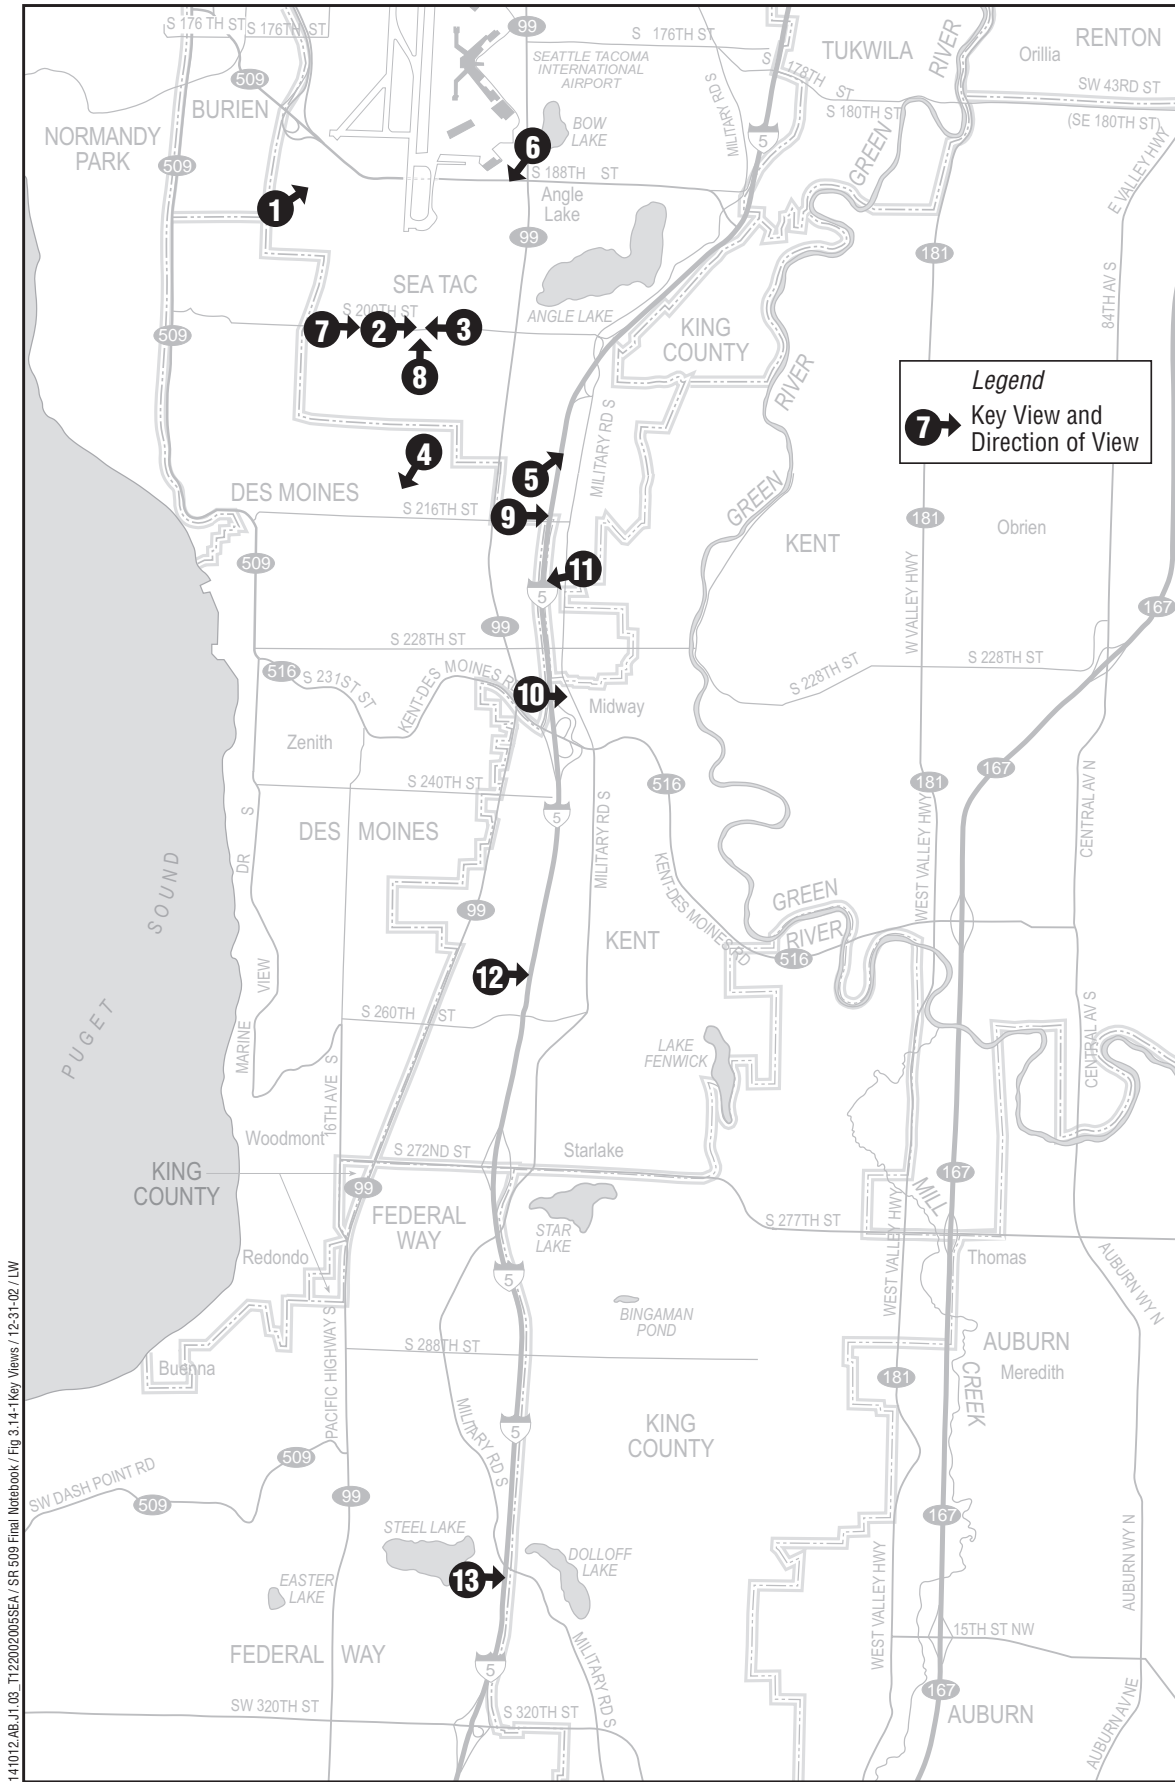 S 176 TH ST
S 176TH ST
99
S 176TH ST
TUKWILA
RIVER
Orillia
RENTON
SEATTLE TACOMA
INTERNATIONAL
AIRPORT
S 178TH ST
509
BURIEN
MILITARY RD S
SW 43RD ST
S 180TH ST
(SE 180TH ST)
NORMANDY
PARK
BOW
LAKE
5
GREEN
E VALLEY HWY
509
6
S 188TH ST
1
Angle
Lake
99
181
SEA TAC
84TH AV S
S 200TH ST
ANGLE LAKE
509
7
2
3
KING
COUNTY
8
RIVER
Legend
7
Key View and
Direction of View
MILITARY RD S
4
5
DES MOINES
S 216TH ST
9
GREEN
181
Obrien
KENT
509
11
5
W VALLEY HWY
167
99
S 228TH ST
S 228TH ST
S 228TH ST
516
S 231ST ST
KENT-DES MOINES R
10
Midway
Zenith
S 240TH ST
516
181
167
CENTRAL AV N
5
MILITARY RD S
WEST VALLEY HWY
DES MOINES
MARINE VIEW DR S
PUGET SOUND
KENT-DES MOINES RD
99
GREEN
RIVER
KENT
516
12
S 260TH ST
CENTRAL AV S
LAKE
FENWICK
16TH AVE S
Woodmont
S 272ND ST
Starlake
KING
COUNTY
99
167
MILL
FEDERAL
WAY
STAR
LAKE
S 277TH ST
WEST VALLEY HWY
Redondo
Thomas
AUBURN WY N
5
BINGAMAN
POND
PACIFIC HIGHWAY S
S 288TH ST
AUBURN
Meredith
Buenna
181
CREEK
MILITARY RD S
5
KING
COUNTY
509
SW DASH POINT RD
509
99
167
STEEL LAKE
DOLLOFF
LAKE
13
EASTER
LAKE
WEST VALLEY HWY
AUBURN WY N
15TH ST NW
FEDERAL WAY
MILITARY RD S
5
167
SW 320TH ST
S 320TH ST
AUBURN
AUBURN AV NE
141012.AB.J1.03_T122002005SEA / SR 509 Final Notebook / Fig 3.14-1Key Views / 12-31-02 / LW